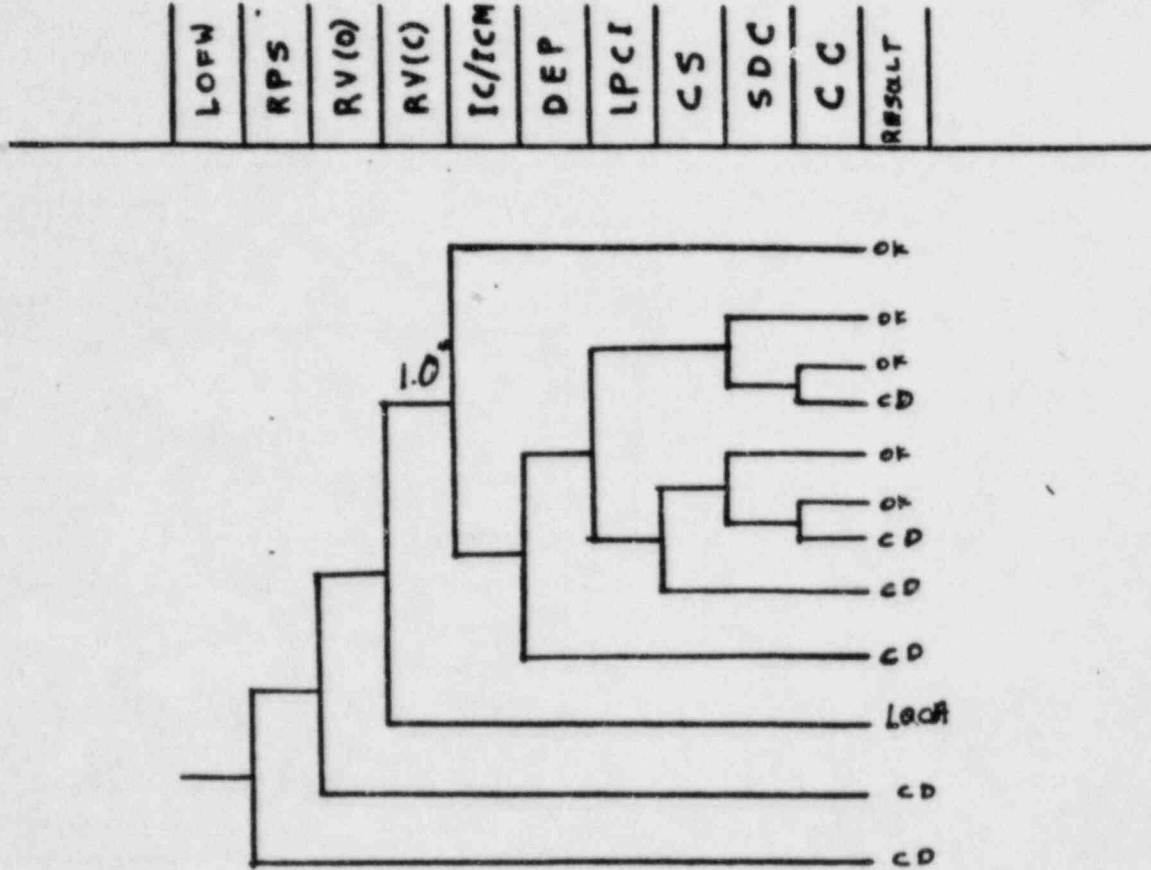 LOFW
RPS
RV(O)
RV(C)
IC/ICM
DEP
LPCI
CS
SDC
CC
RESULT
OK
OK
1.0
OK
CD
OK
OK
CD
CD
CD
LOCA
CD
CD